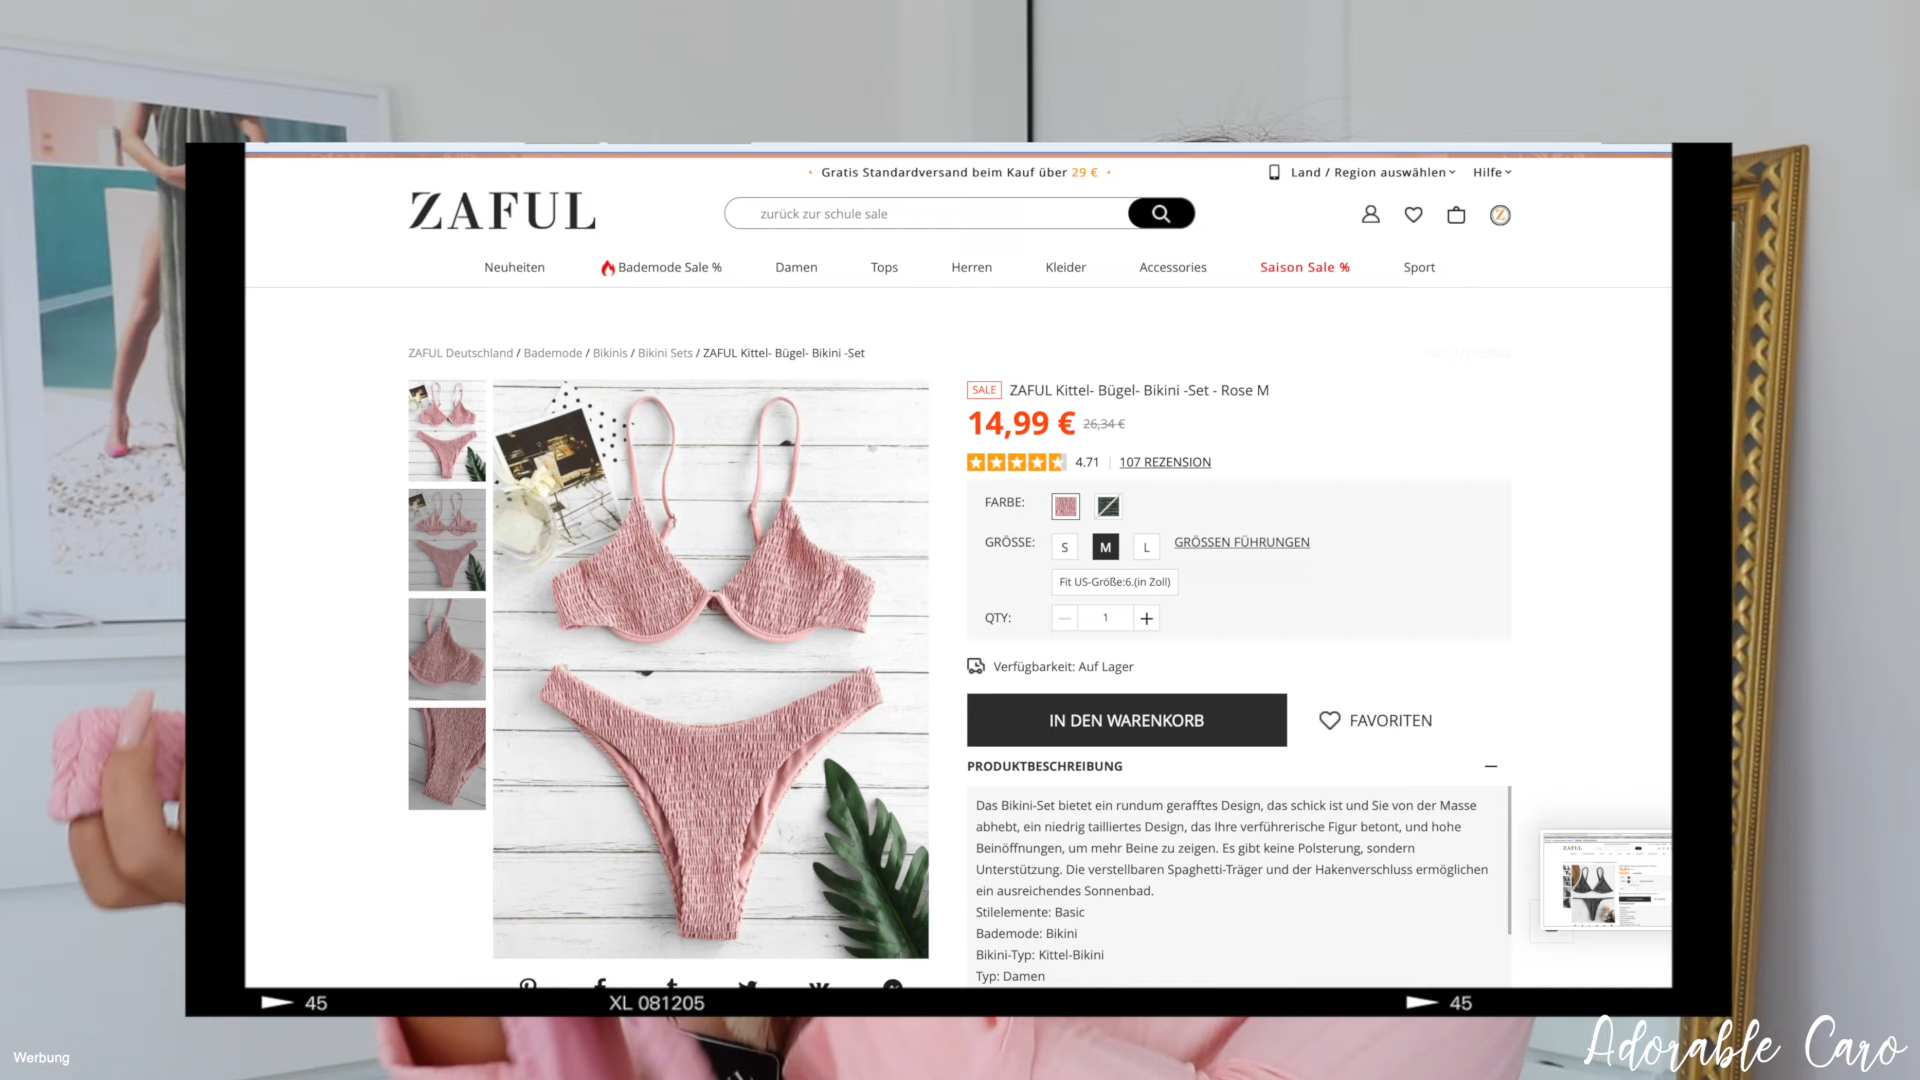 Gratis Standardversand beim Kauf über 29 €
Land / Region auswählen
Hilfe
ZAFUL
zurück zur schule sale
Z
Neuheiten
Bademode Sale %
Damen
Tops
Herren
Kleider
Accessories
Saison Sale %
Sport
ZAFUL Deutschland / Bademode / Bikinis / Bikini Sets / ZAFUL Kittel- Bügel- Bikini -Set
SALE ZAFUL Kittel- Bügel- Bikini -Set - Rose M
14,99 € 26,34 €
4.71 | 107 REZENSION
FARBE:
GRÖSSE: S M L GRÖSSEN FÜHRUNGEN
Fit US-Größe:6.(in Zoll)
QTY: — 1 +
Verfügbarkeit: Auf Lager
IN DEN WARENKORB
FAVORITEN
PRODUKTBESCHREIBUNG
Das Bikini-Set bietet ein rundum gerafftes Design, das schick ist und Sie von der Masse
abhebt, ein niedrig tailliertes Design, das Ihre verführerische Figur betont, und hohe
Beinöffnungen, um mehr Beine zu zeigen. Es gibt keine Polsterung, sondern
Unterstützung. Die verstellbaren Spaghetti-Träger und der Hakenverschluss ermöglichen
ein ausreichendes Sonnenbad.
Stilelemente: Basic
Bademode: Bikini
Bikini-Typ: Kittel-Bikini
Typ: Damen
ZAFUL
45
XL 081205
45
Werbung
Adorable Caro